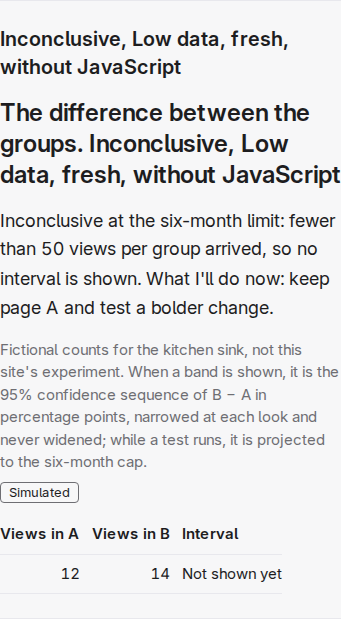 Inconclusive, Low data, fresh,
without JavaScript
The difference between the
groups. Inconclusive, Low
data, fresh, without JavaScript
Inconclusive at the six-month limit: fewer
than 50 views per group arrived, so no
interval is shown. What I'll do now: keep
page A and test a bolder change.
Fictional counts for the kitchen sink, not this
site's experiment. When a band is shown, it is the
95% confidence sequence of B − A in
percentage points, narrowed at each look and
never widened; while a test runs, it is projected
to the six-month cap.
Simulated
Views in A Views in B Interval
12 14 Not shown yet